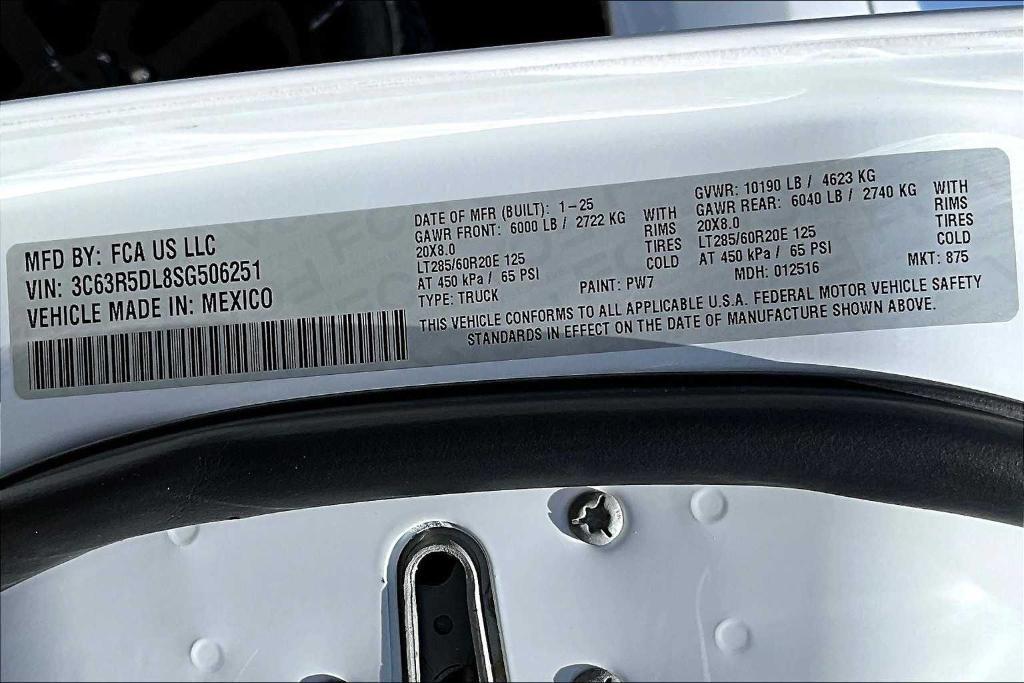 MFD BY: FCA US LLC
VIN: 3C63R5DL8SG506251
VEHICLE MADE IN: MEXICO
DATE OF MFR (BUILT): 1-25
GAWR FRONT: 6000 LB / 2722 KG WITH
20X8.0 RIMS
LT285/60R20E 125 TIRES
AT 450 kPa / 65 PSI COLD
TYPE: TRUCK
PAINT: PW7
GVWR: 10190 LB / 4623 KG
GAWR REAR: 6040 LB / 2740 KG WITH
20X8.0 RIMS
LT285/60R20E 125 TIRES
AT 450 kPa / 65 PSI COLD
MDH: 012516
MKT: 875
THIS VEHICLE CONFORMS TO ALL APPLICABLE U.S.A. FEDERAL MOTOR VEHICLE SAFETY
STANDARDS IN EFFECT ON THE DATE OF MANUFACTURE SHOWN ABOVE.